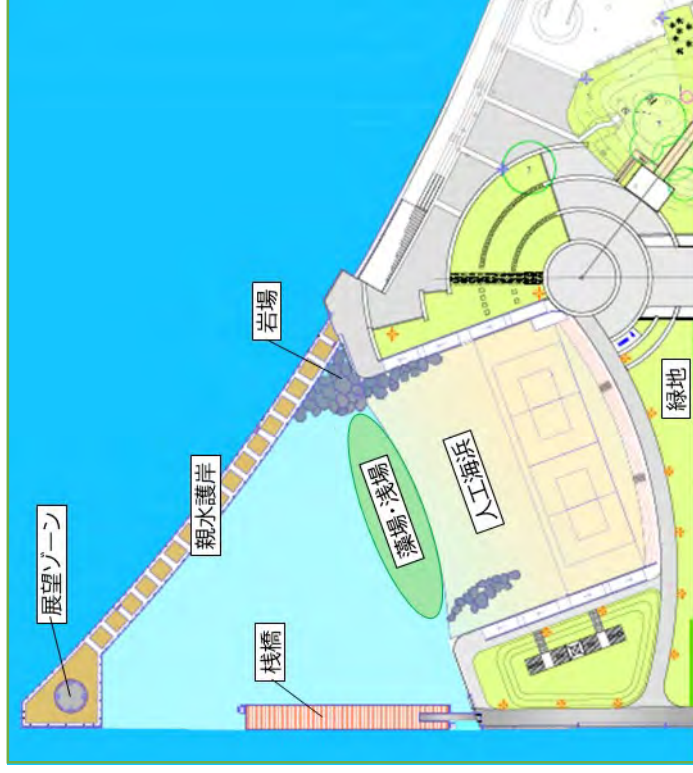 展望ゾーン
親水護岸
岩場
桟橋
藻場・浅場
人工海浜
緑地